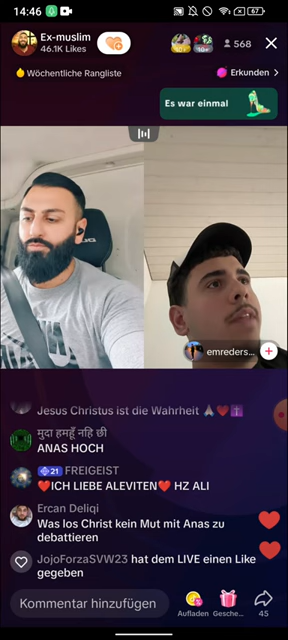 14:46
67
Ex-muslim
46.1K Likes
568
Wöchentliche Rangliste
Erkunden
Es war einmal
emreders...
Jesus Christus ist die Wahrheit 🙏❤️✝️
मुदा हमहूँ नहि छी
ANAS HOCH
21 FREIGEIST
❤️ICH LIEBE ALEVITEN❤️ HZ ALI
Ercan Deliqi
Was los Christ kein Mut mit Anas zu
debattieren
JojoForzaSVW23 hat dem LIVE einen Like
gegeben
Kommentar hinzufügen
Aufladen
Gesche...
45